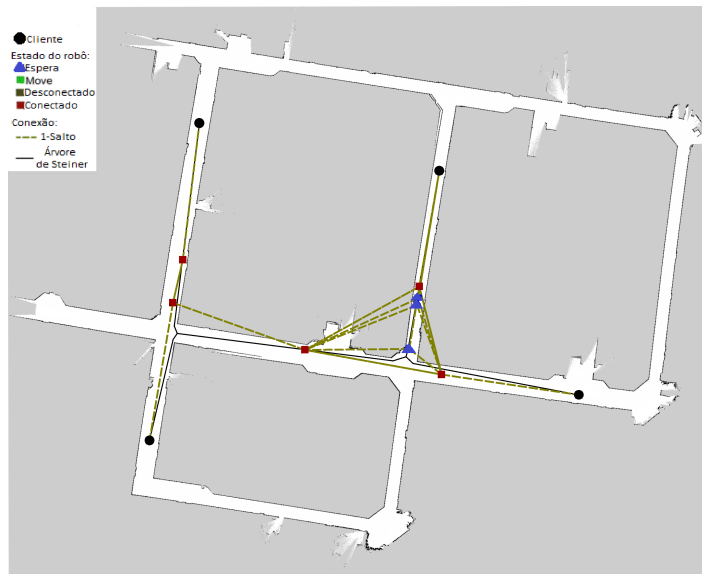 Cliente
Estado do robô:
Espera
Move
Desconectado
Conectado
Conexão:
1-Salto
Árvore
de Steiner